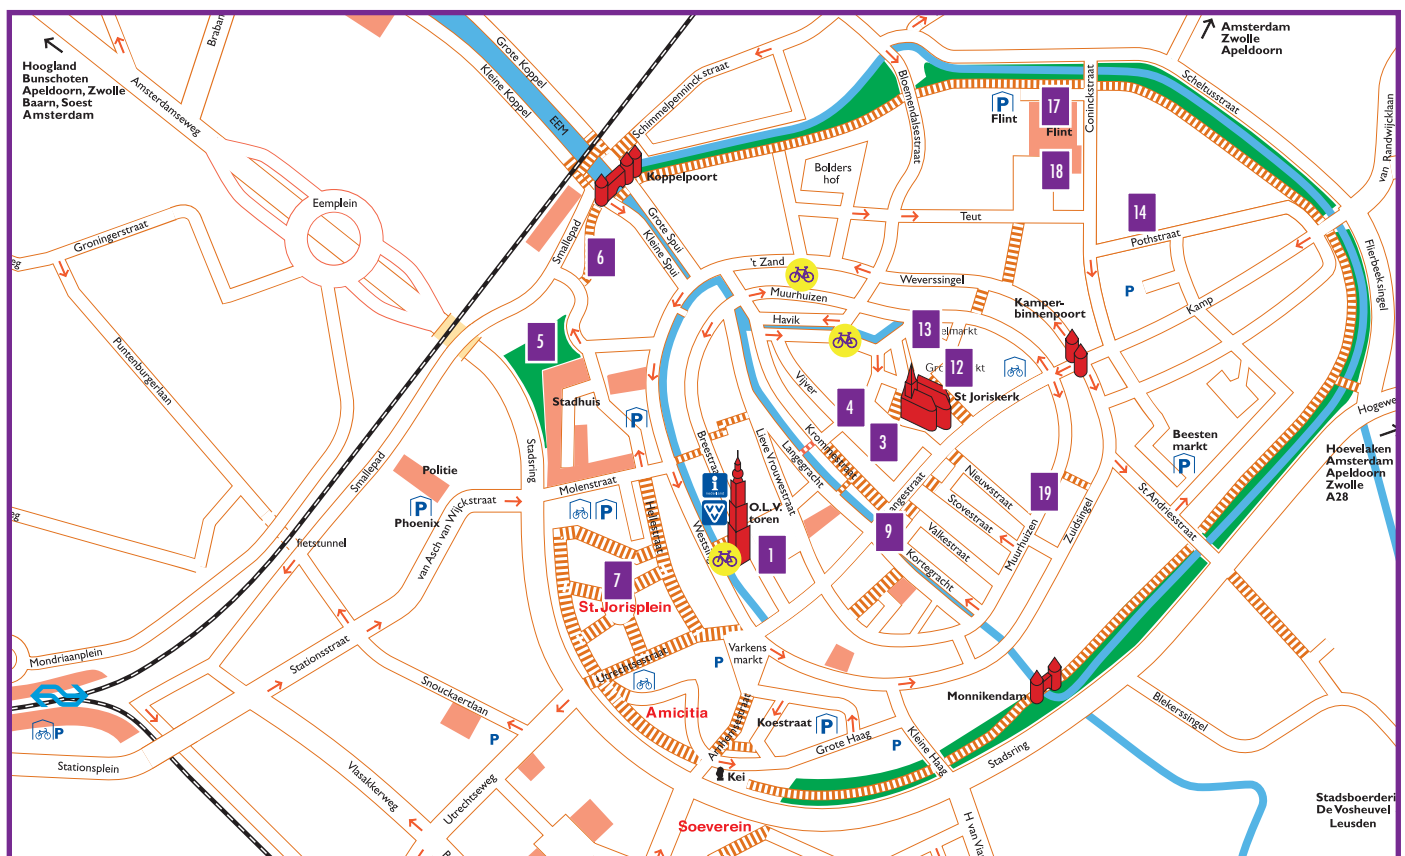 Hoogland
Bunschoten
Apeldoorn, Zwolle
Baarn, Soest
Amsterdam
Amsterdamseweg
Grote Koppel
Kleine Koppel
EEM
Schimmelpenninck straat
Bloemendalsestraat
Amsterdam
Zwolle
Apeldoorn
Scheltusstraat
Coninckstraat
van Randwijcklaan
P
Flint
17
Flint
18
Koppelpoort
Bolders
hof
14
Teut
Pothstraat
Eemplein
Groningerstraat
Smallepad
6
Grote Spui
Kleine Spui
't Zand
Weverssingel
Muurhuizen
Havik
13
12
Kamper-
binnenpoort
P
Kamp
Flierbeeksingel
5
Stadhuis
P
Puntenburgerlaan
Vijver
4
3
St Joriskerk
Hogewe
Hoevelaken
Amsterdam
Apeldoorn
Zwolle
A28
Beesten
markt
P
Smallepad
Politie
P
Phoenix
Stadsring
Molenstraat
P
Breestraat
Lieve Vrouwestraat
Langegracht
Krommestraat
Nieuwstraat
Stovestraat
Valkestraat
19
Muurhuizen
Zuidsingel
St Andriesstraat
i
VVV
O.L.V.
toren
1
9
Kortegracht
Hellestraat
van Asch van Wijckstraat
7
St. Jorisplein
Utrechtsestraat
Varkens
markt
P
Mondriaanplein
Stationsstraat
Snouckaertlaan
Amicitia
Arnhemsestraat
Koestraat
P
Grote Haag
P
Kleine Haag
Monnikendam
Stadsring
Blekerssingel
P
Stationsplein
P
Vlasakkerweg
Utrechtseweg
Kei
Soeverein
Stadsboerderi
De Vosheuvel
Leusden